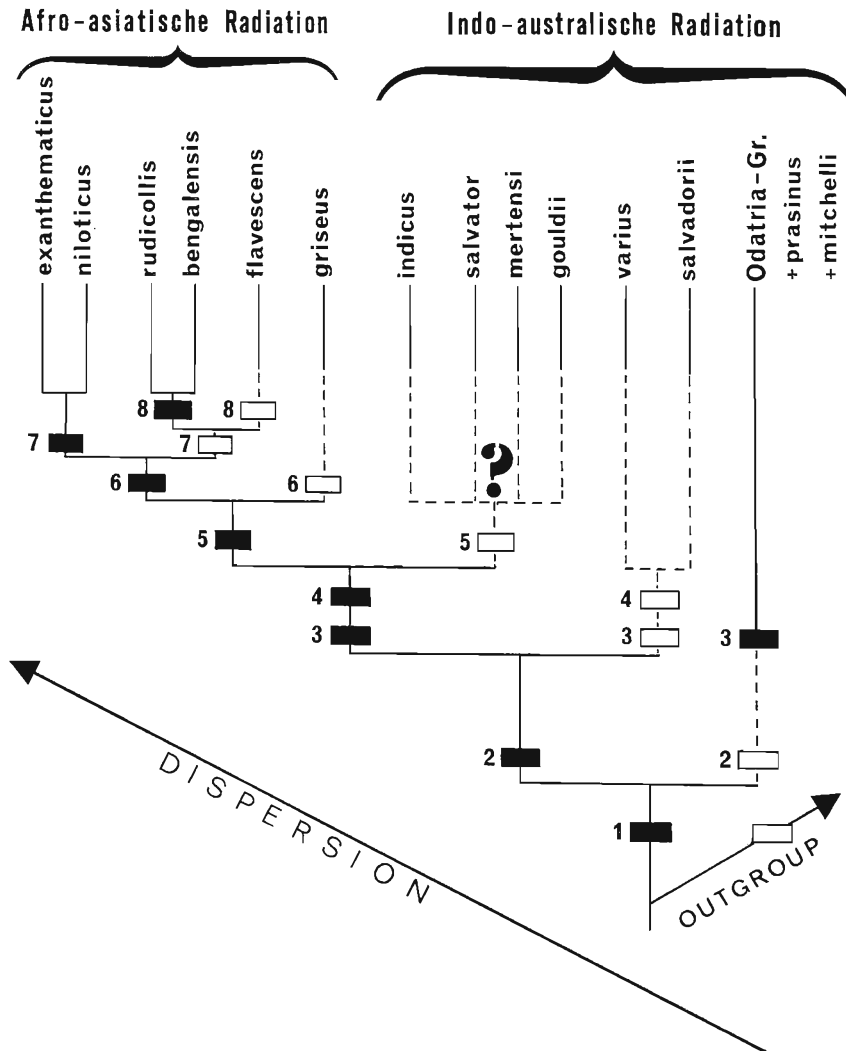 Afro-asiatische Radiation
Indo-australische Radiation
exanthematicus
niloticus
rudicollis
bengalensis
flavescens
griseus
indicus
salvator
mertensi
gouldii
varius
salvadorii
Odatria-Gr.
+ prasinus
+ mitchelli
8
8
7
7
?
6
6
5
5
4
4
3
3
3
2
2
1
DISPERSION
OUTGROUP